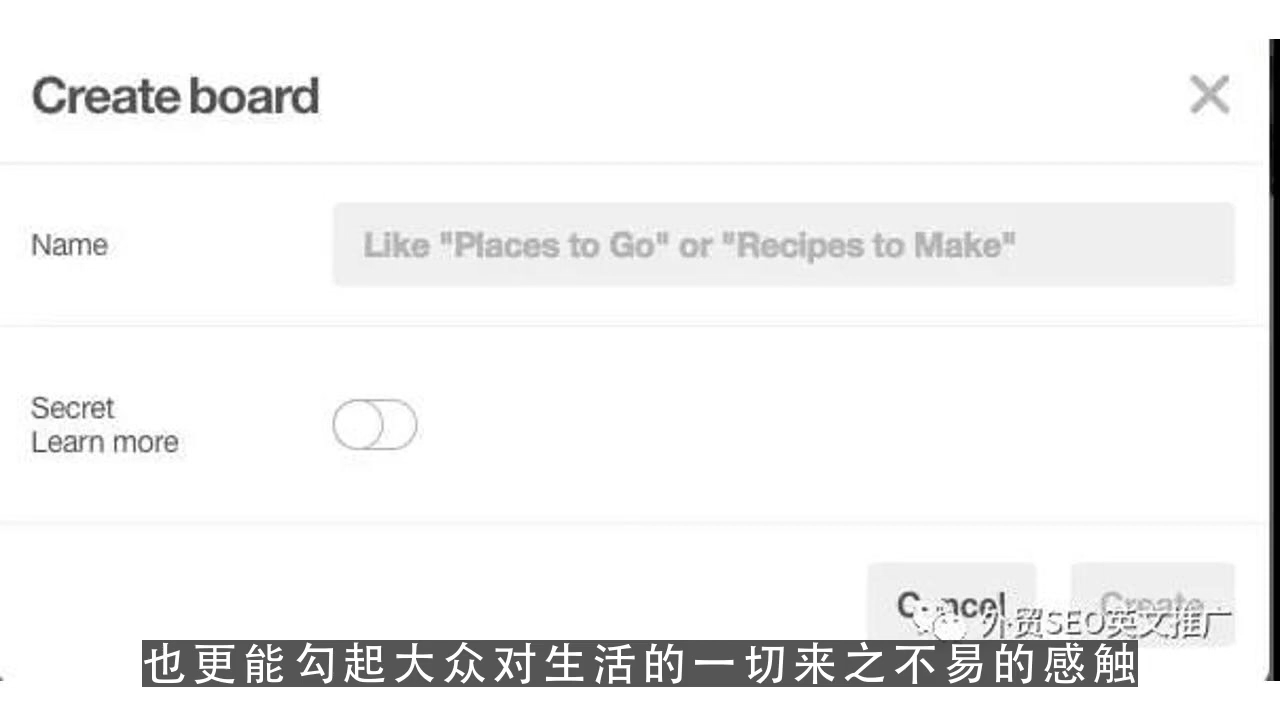 Create board
Name
Like "Places to Go" or "Recipes to Make"
Secret
Learn more
Cancel
Create
外贸SEO英文推广
也更能勾起大众对生活的一切来之不易的感触